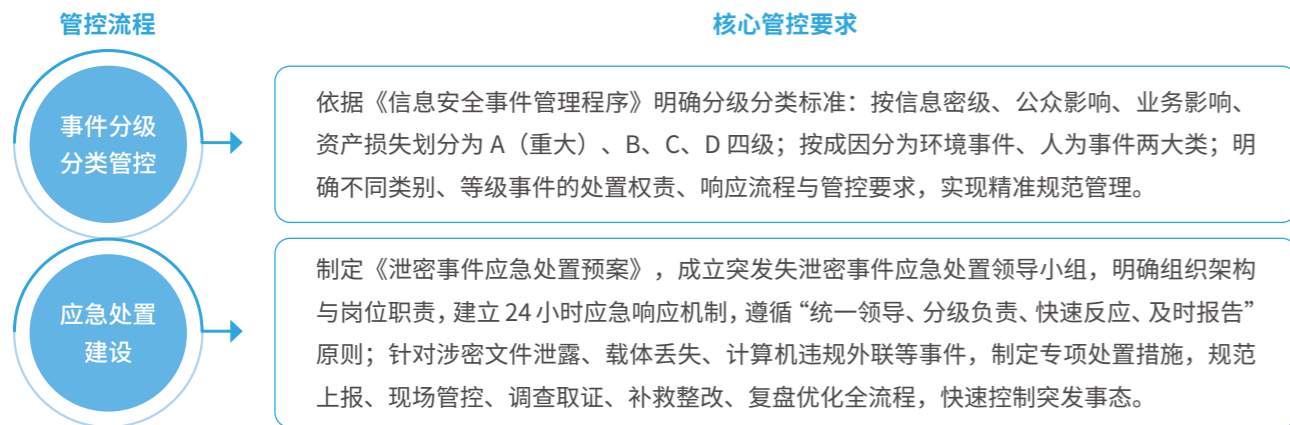 管控流程
核心管控要求
事件分级
分类管控
依据《信息安全事件管理程序》明确分级分类标准：按信息密级、公众影响、业务影响、
资产损失划分为 A（重大）、B、C、D 四级；按成因分为环境事件、人为事件两大类；明
确不同类别、等级事件的处置权责、响应流程与管控要求，实现精准规范管理。
应急处置
建设
制定《泄密事件应急处置预案》，成立突发失泄密事件应急处置领导小组，明确组织架构
与岗位职责，建立 24 小时应急响应机制，遵循“统一领导、分级负责、快速反应、及时报告”
原则；针对涉密文件泄露、载体丢失、计算机违规外联等事件，制定专项处置措施，规范
上报、现场管控、调查取证、补救整改、复盘优化全流程，快速控制突发事态。